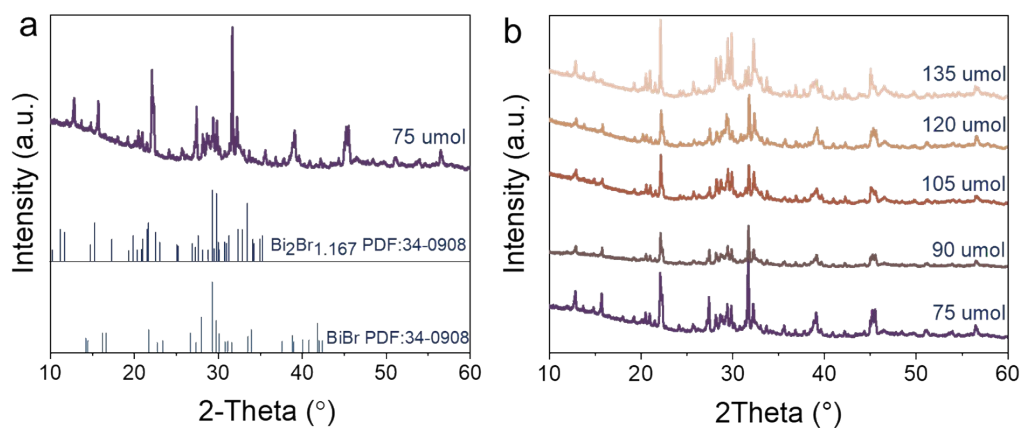 a
Intensity (a.u.)
75 umol
Bi₂Br₁.₁₆₇ PDF:34-0908
BiBr PDF:34-0908
10 20 30 40 50 60
2-Theta (°)
b
Intensity (a.u.)
135 umol
120 umol
105 umol
90 umol
75 umol
10 20 30 40 50 60
2Theta (°)